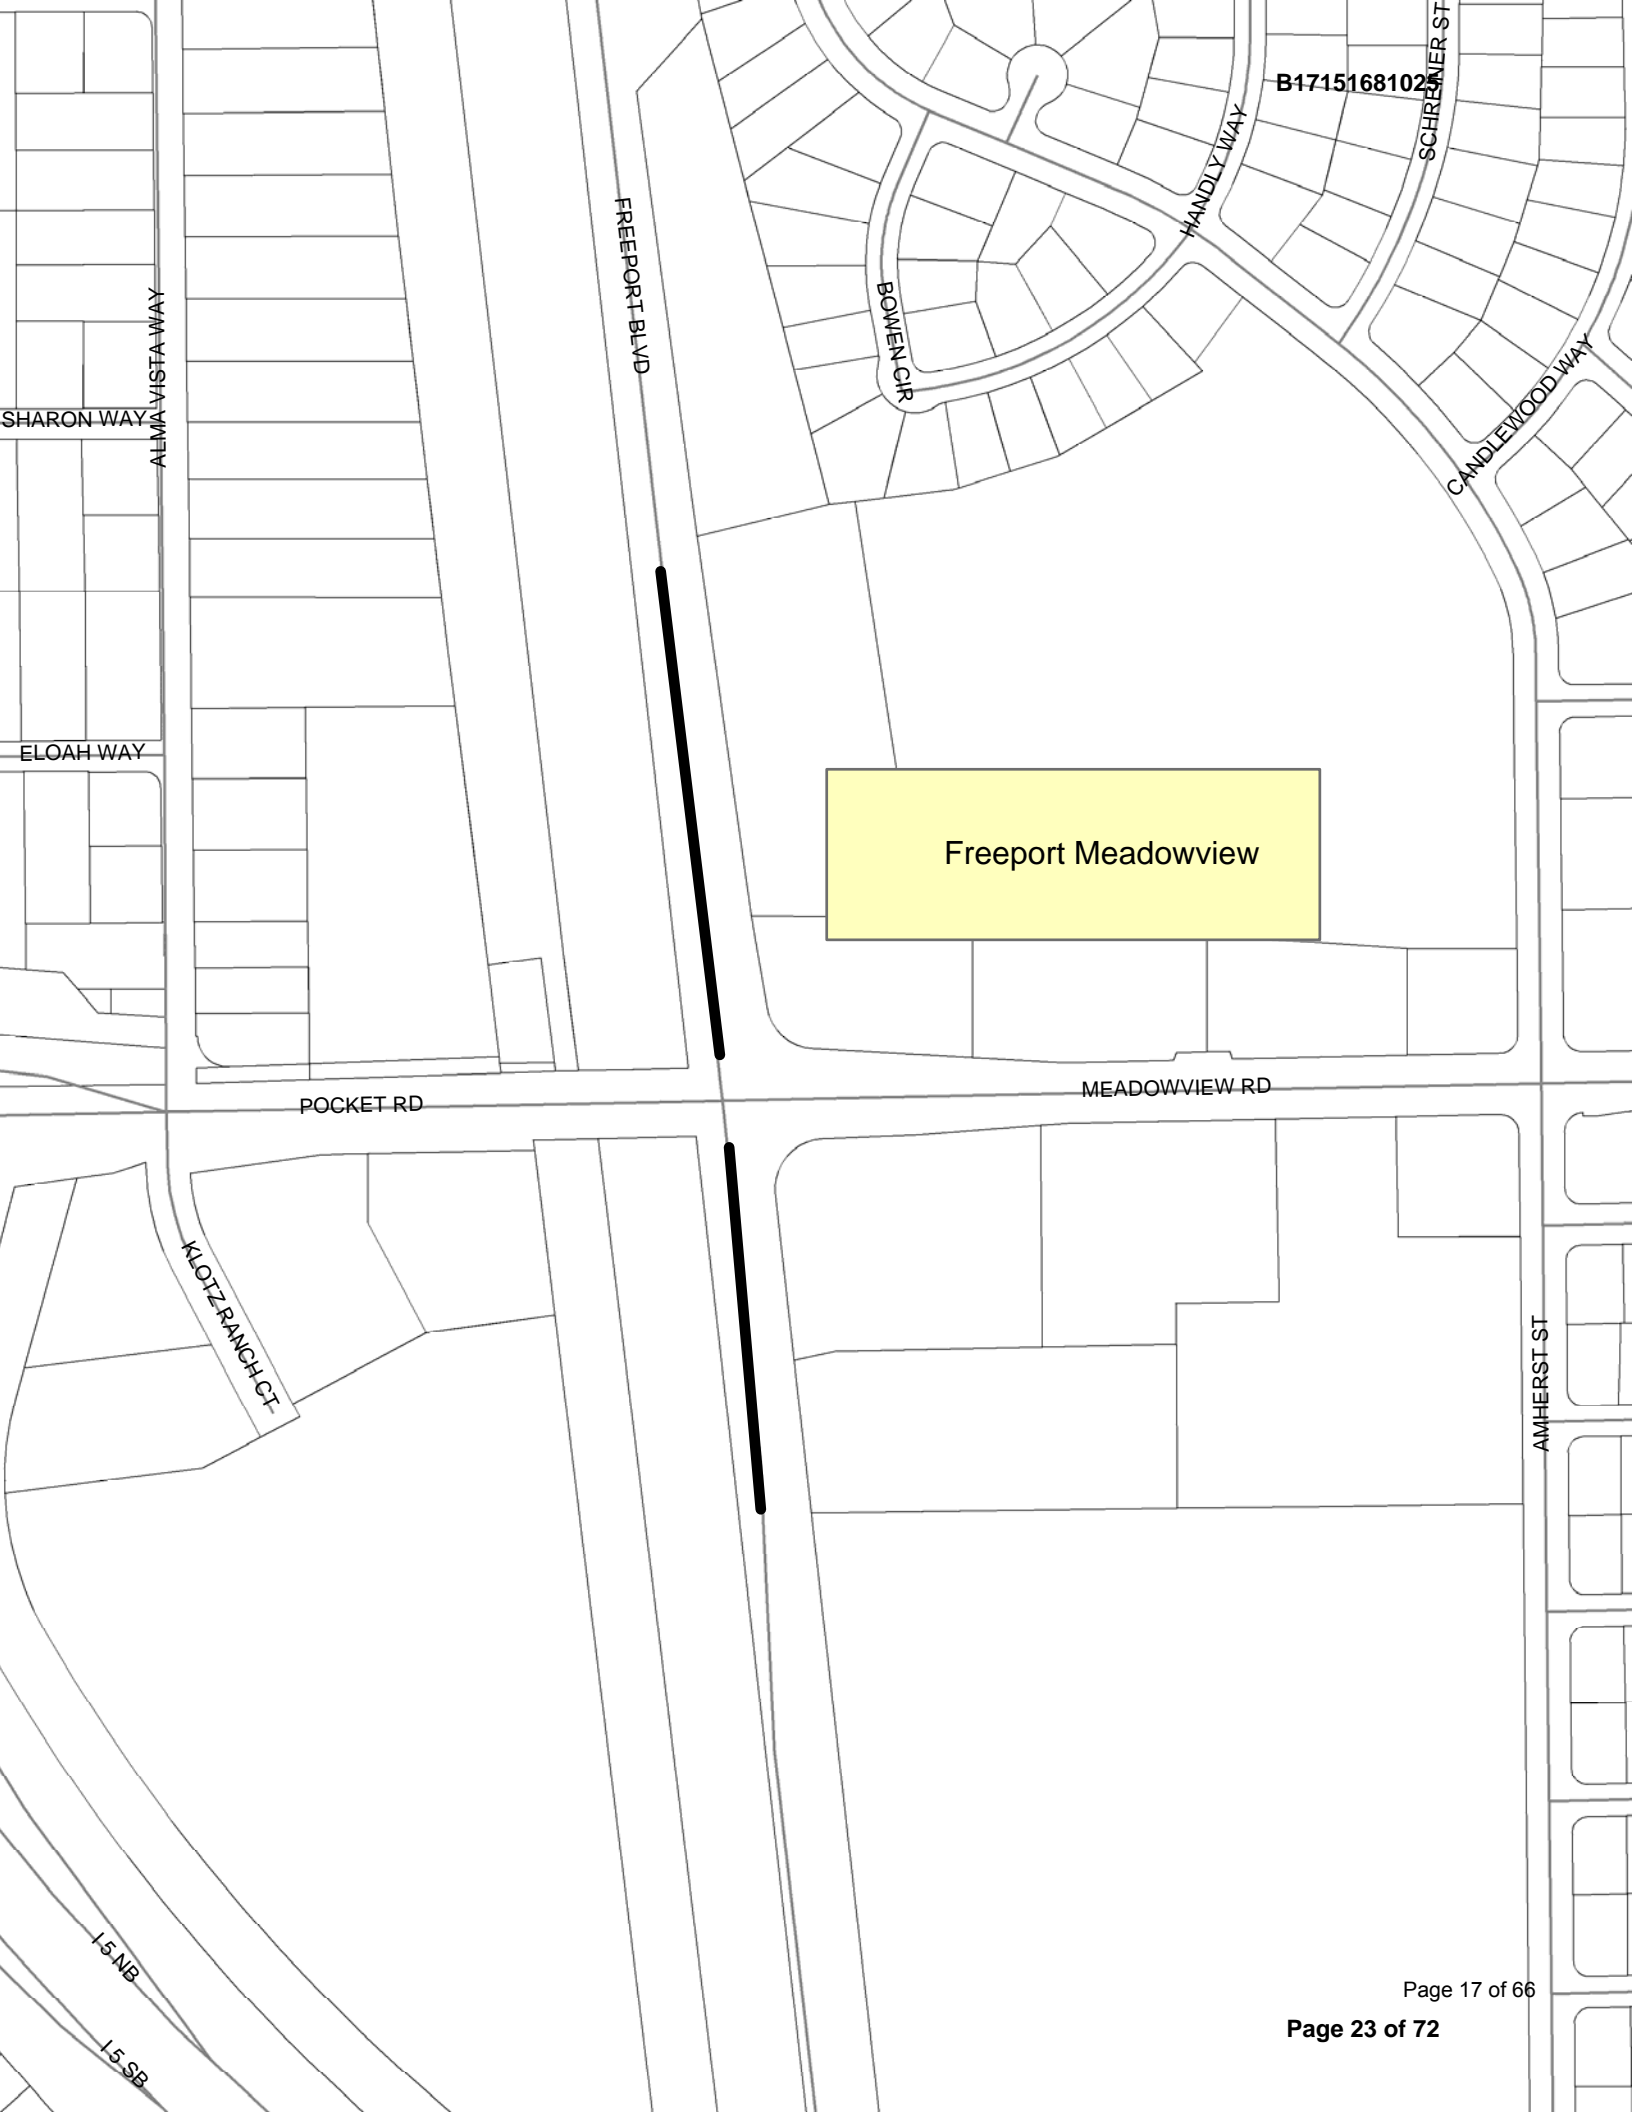 B17151681025
SCHREINER ST
HANDLY WAY
FREEPORT BLVD
BOWEN CIR
ALMA VISTA WAY
SHARON WAY
CANDLEWOOD WAY
ELOAH WAY
Freeport Meadowview
MEADOWVIEW RD
POCKET RD
KLOTZ RANCH CT
AMHERST ST
I 5 NB
I 5 SB
Page 17 of 66
Page 23 of 72